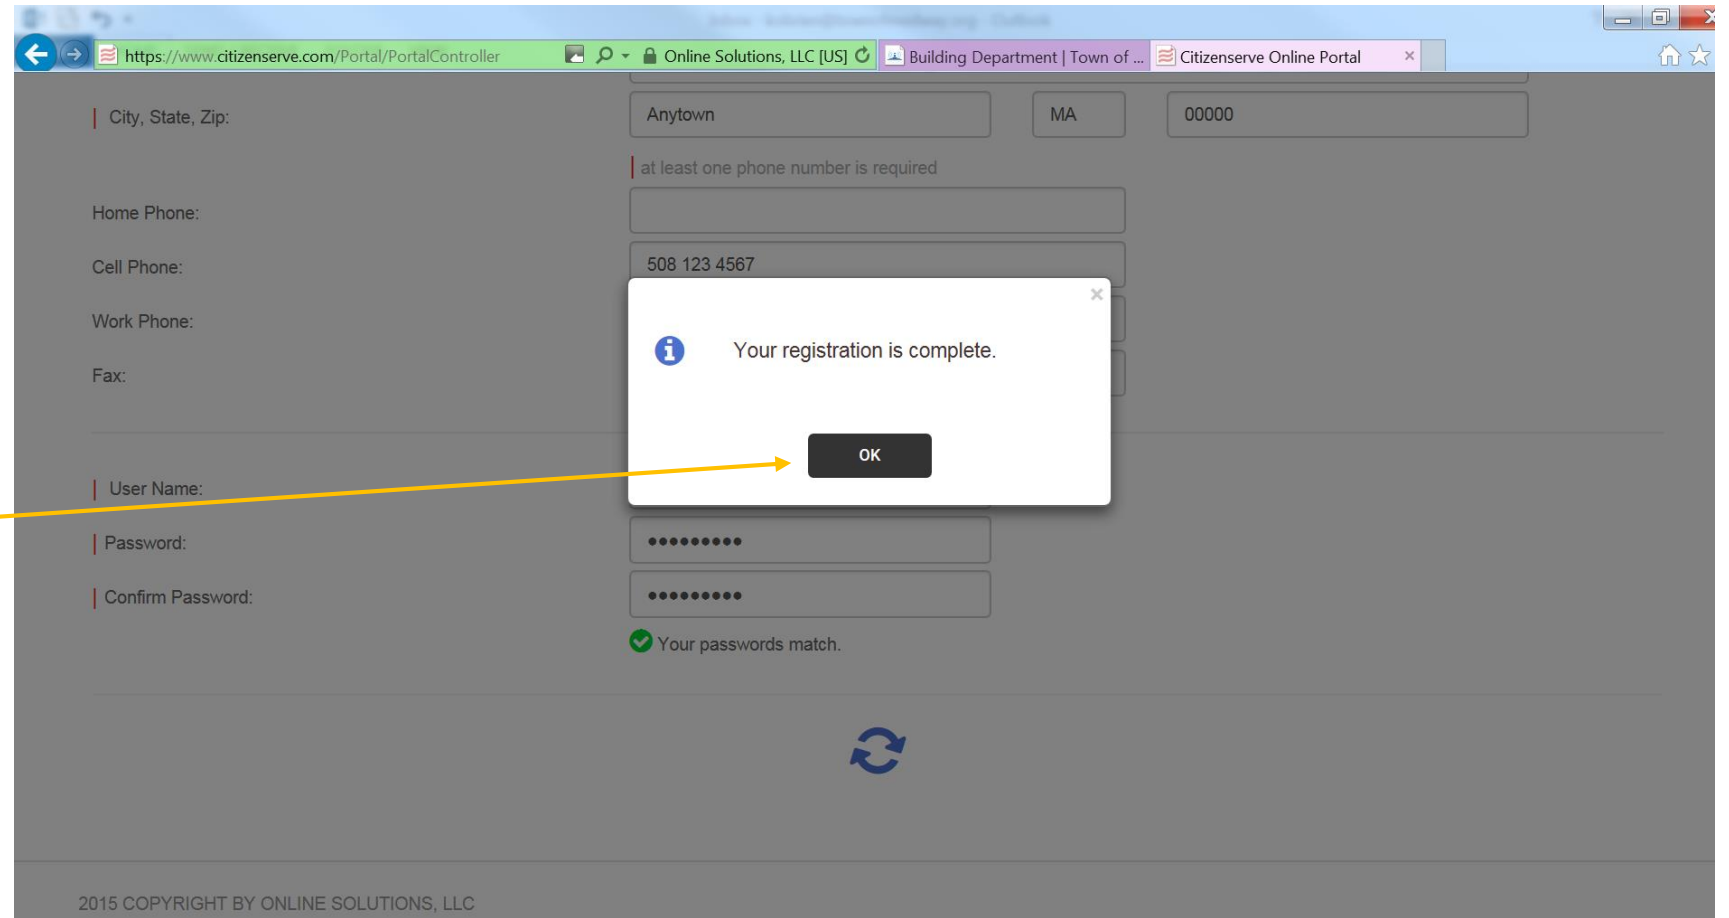 https://www.citizenserve.com/Portal/PortalController
Online Solutions, LLC [US]
Building Department | Town of ...
Citizenserve Online Portal
City, State, Zip:
Anytown
MA
00000
at least one phone number is required
Home Phone:
Cell Phone:
508 123 4567
Work Phone:
Your registration is complete.
Fax:
OK
User Name:
Password:
Confirm Password:
Your passwords match.
2015 COPYRIGHT BY ONLINE SOLUTIONS, LLC